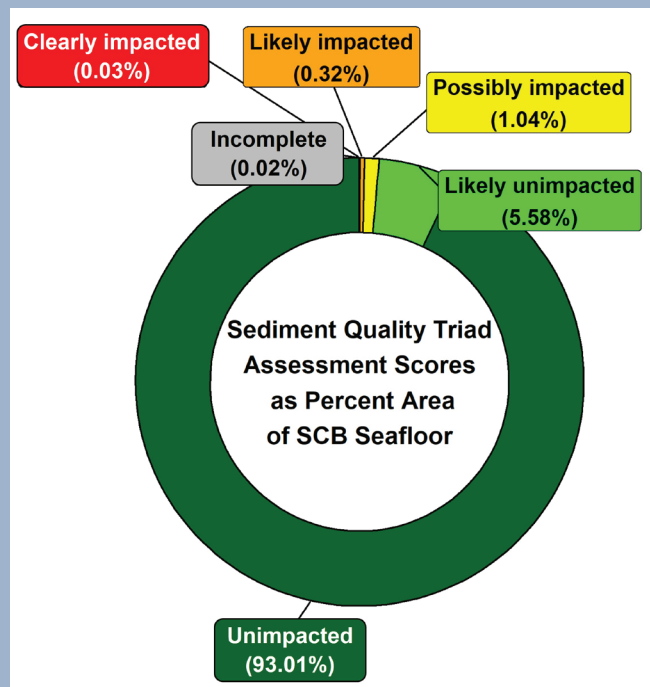 Clearly impacted
(0.03%)
Likely impacted
(0.32%)
Possibly impacted
(1.04%)
Incomplete
(0.02%)
Likely unimpacted
(5.58%)
Sediment Quality Triad
Assessment Scores
as Percent Area
of SCB Seafloor
Unimpacted
(93.01%)